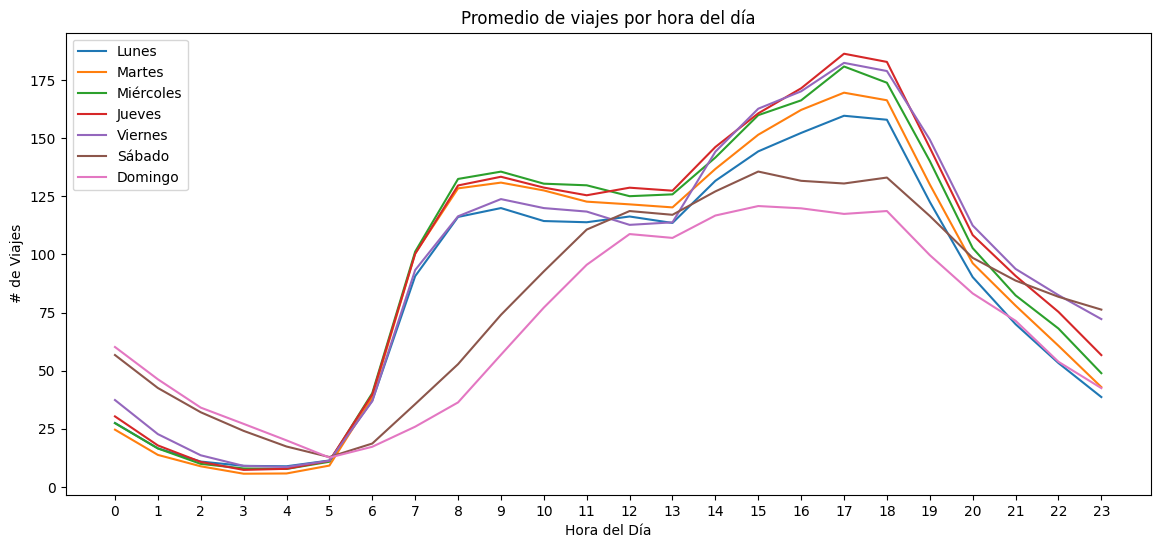 Promedio de viajes por hora del día
Lunes
Martes
Miércoles
Jueves
Viernes
Sábado
Domingo
# de Viajes
175
150
125
100
75
50
25
0
0 1 2 3 4 5 6 7 8 9 10 11 12 13 14 15 16 17 18 19 20 21 22 23
Hora del Día